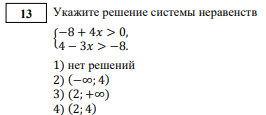 13 Укажите решение системы неравенств
{−8 + 4x > 0,
4 − 3x > −8.
1) нет решений
2) (−∞; 4)
3) (2; +∞)
4) (2; 4)